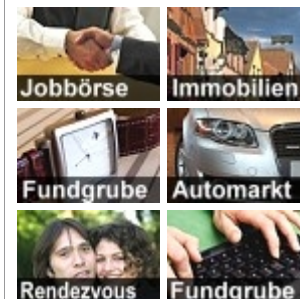 Jobbörse
Immobilien
Fundgrube
Automarkt
Rendezvous
Fundgrube